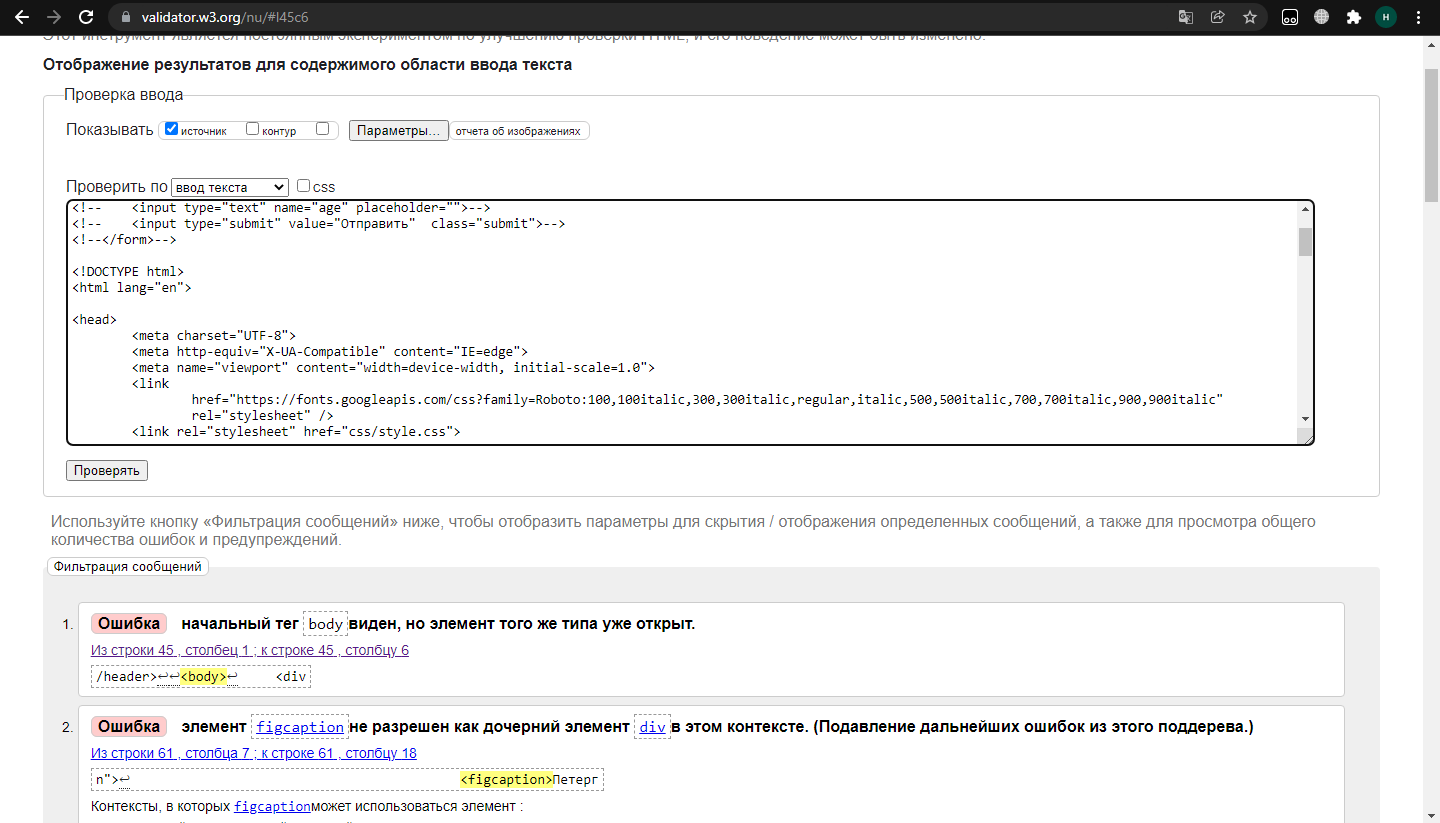 validator.w3.org/nu/#l45c6
H
Этот инструмент является постоянным экспериментом по улучшению проверки HTML, и его поведение может быть изменено.
Отображение результатов для содержимого области ввода текста
Проверка ввода
Показывать источник контур Параметры... отчета об изображениях
Проверить по ввод текста css
<!--    <input type="text" name="age" placeholder="">-->
<!--    <input type="submit" value="Отправить"  class="submit">-->
<!--</form>-->
<!DOCTYPE html>
<html lang="en">
<head>
<meta charset="UTF-8">
<meta http-equiv="X-UA-Compatible" content="IE=edge">
<meta name="viewport" content="width=device-width, initial-scale=1.0">
<link
href="https://fonts.googleapis.com/css?family=Roboto:100,100italic,300,300italic,regular,italic,500,500italic,700,700italic,900,900italic"
rel="stylesheet" />
<link rel="stylesheet" href="css/style.css">
Проверять
Используйте кнопку «Фильтрация сообщений» ниже, чтобы отобразить параметры для скрытия / отображения определенных сообщений, а также для просмотра общего
количества ошибок и предупреждений.
Фильтрация сообщений
1. Ошибка начальный тег body виден, но элемент того же типа уже открыт.
Из строки 45 , столбец 1 ; к строке 45 , столбцу 6
/header>↩↩<body>↩     <div
2. Ошибка элемент figcaption не разрешен как дочерний элемент div в этом контексте. (Подавление дальнейших ошибок из этого поддерева.)
Из строки 61 , столбца 7 ; к строке 61 , столбцу 18
n">↩ <figcaption>Петерг
Контексты, в которых figcaptionможет использоваться элемент :